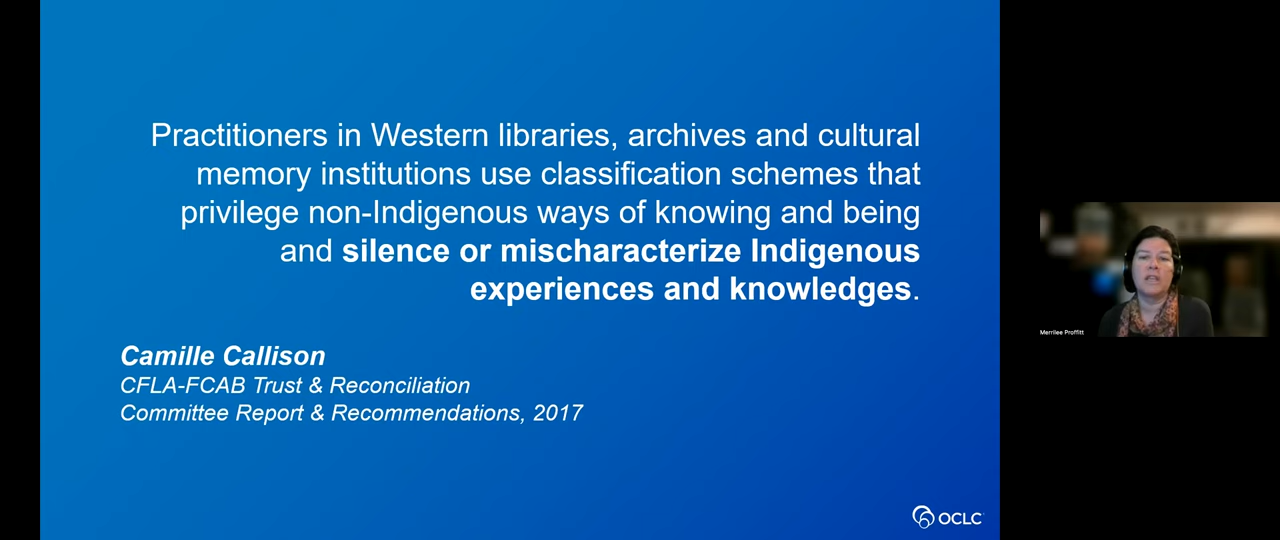 Practitioners in Western libraries, archives and cultural
memory institutions use classification schemes that
privilege non-Indigenous ways of knowing and being
and silence or mischaracterize Indigenous
experiences and knowledges.
Camille Callison
CFLA-FCAB Trust & Reconciliation
Committee Report & Recommendations, 2017
OCLC
Merrilee Proffitt